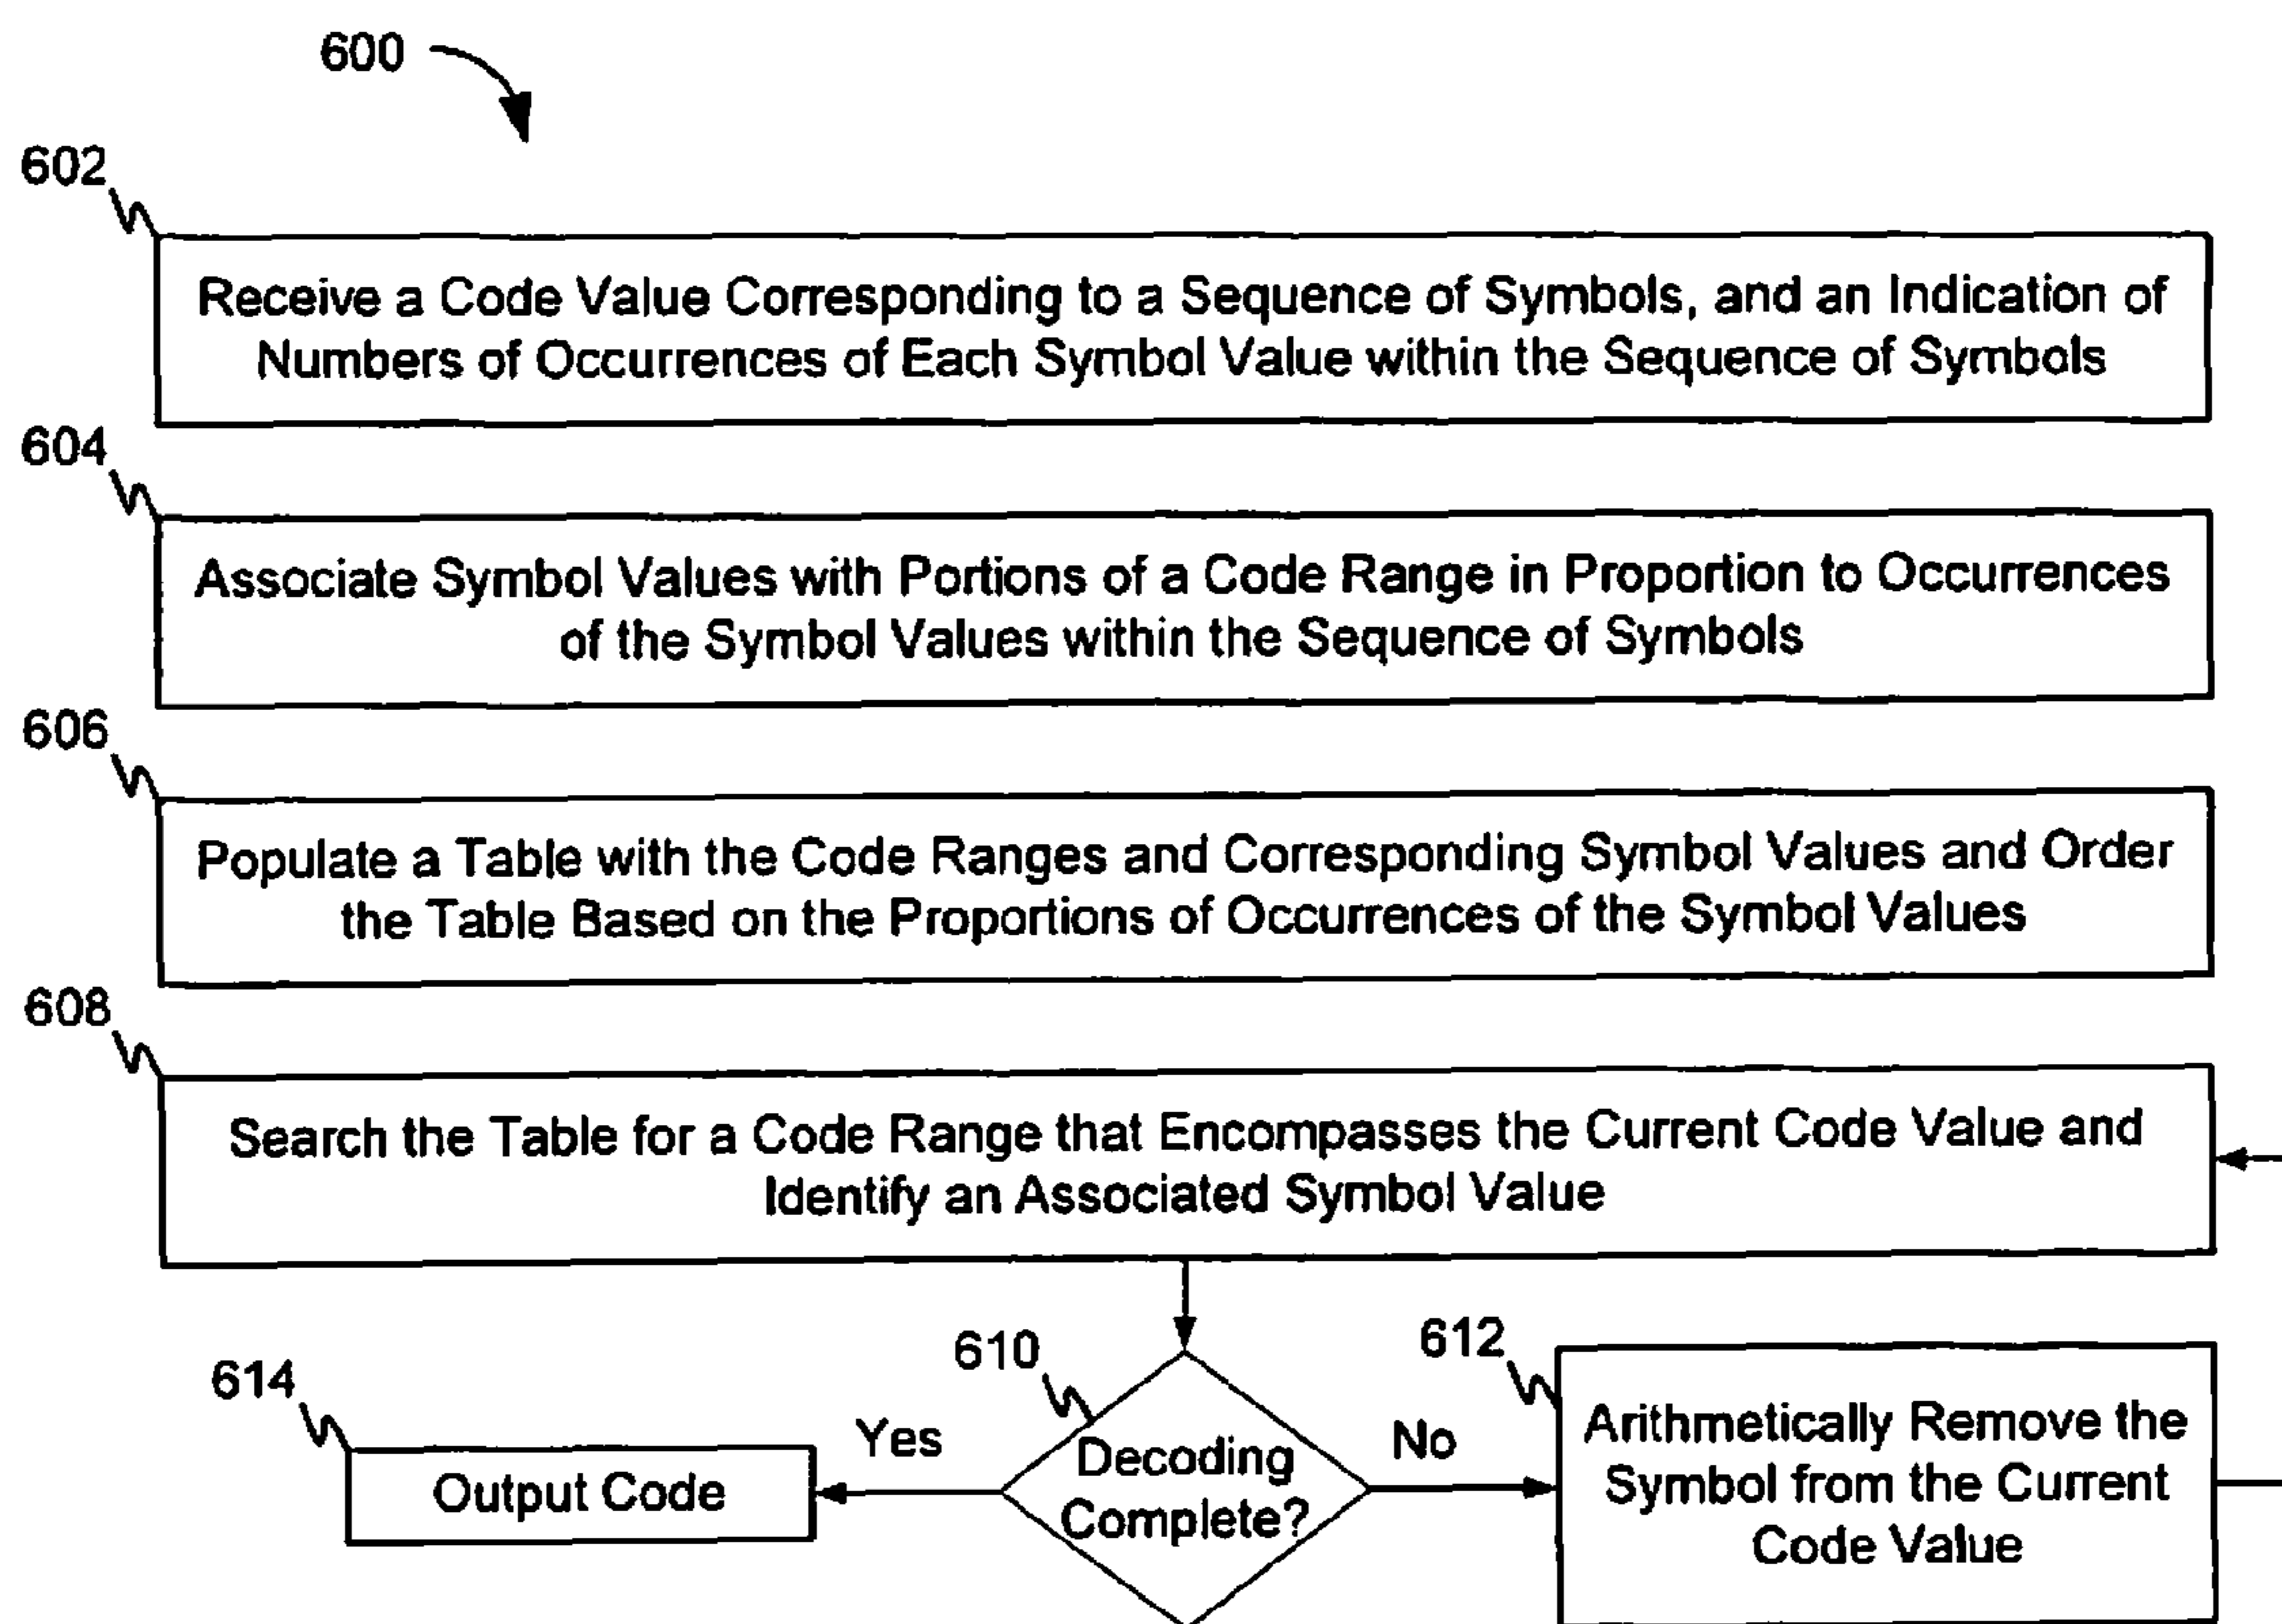 600
602
Receive a Code Value Corresponding to a Sequence of Symbols, and an Indication of
Numbers of Occurrences of Each Symbol Value within the Sequence of Symbols
604
Associate Symbol Values with Portions of a Code Range in Proportion to Occurrences
of the Symbol Values within the Sequence of Symbols
606
Populate a Table with the Code Ranges and Corresponding Symbol Values and Order
the Table Based on the Proportions of Occurrences of the Symbol Values
608
Search the Table for a Code Range that Encompasses the Current Code Value and
Identify an Associated Symbol Value
610
Decoding
Complete?
Yes
614
Output Code
No
612
Arithmetically Remove the
Symbol from the Current
Code Value